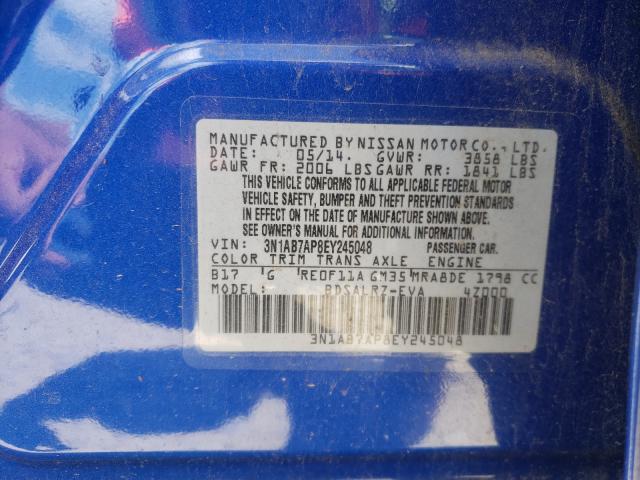 MANUFACTURED BY NISSAN MOTOR CO., LTD.
DATE: 05/14. GVWR: 3858 LBS
GAWR FR: 2006 LBS GAWR RR: 1841 LBS
THIS VEHICLE CONFORMS TO ALL APPLICABLE FEDERAL MOTOR
VEHICLE SAFETY, BUMPER AND THEFT PREVENTION STANDARDS
IN EFFECT ON THE DATE OF MANUFACTURE SHOWN ABOVE.
SEE OWNER'S MANUAL FOR ADDITIONAL INFORMATION.
VIN: 3N1AB7AP8EY245048 PASSENGER CAR.
COLOR TRIM TRANS AXLE ENGINE
B17 G RE0F11A GM35 MRA8DE 1798 CC
MODEL: BDSALRZ-EVA 4Z000
3N1AB7AP8EY245048